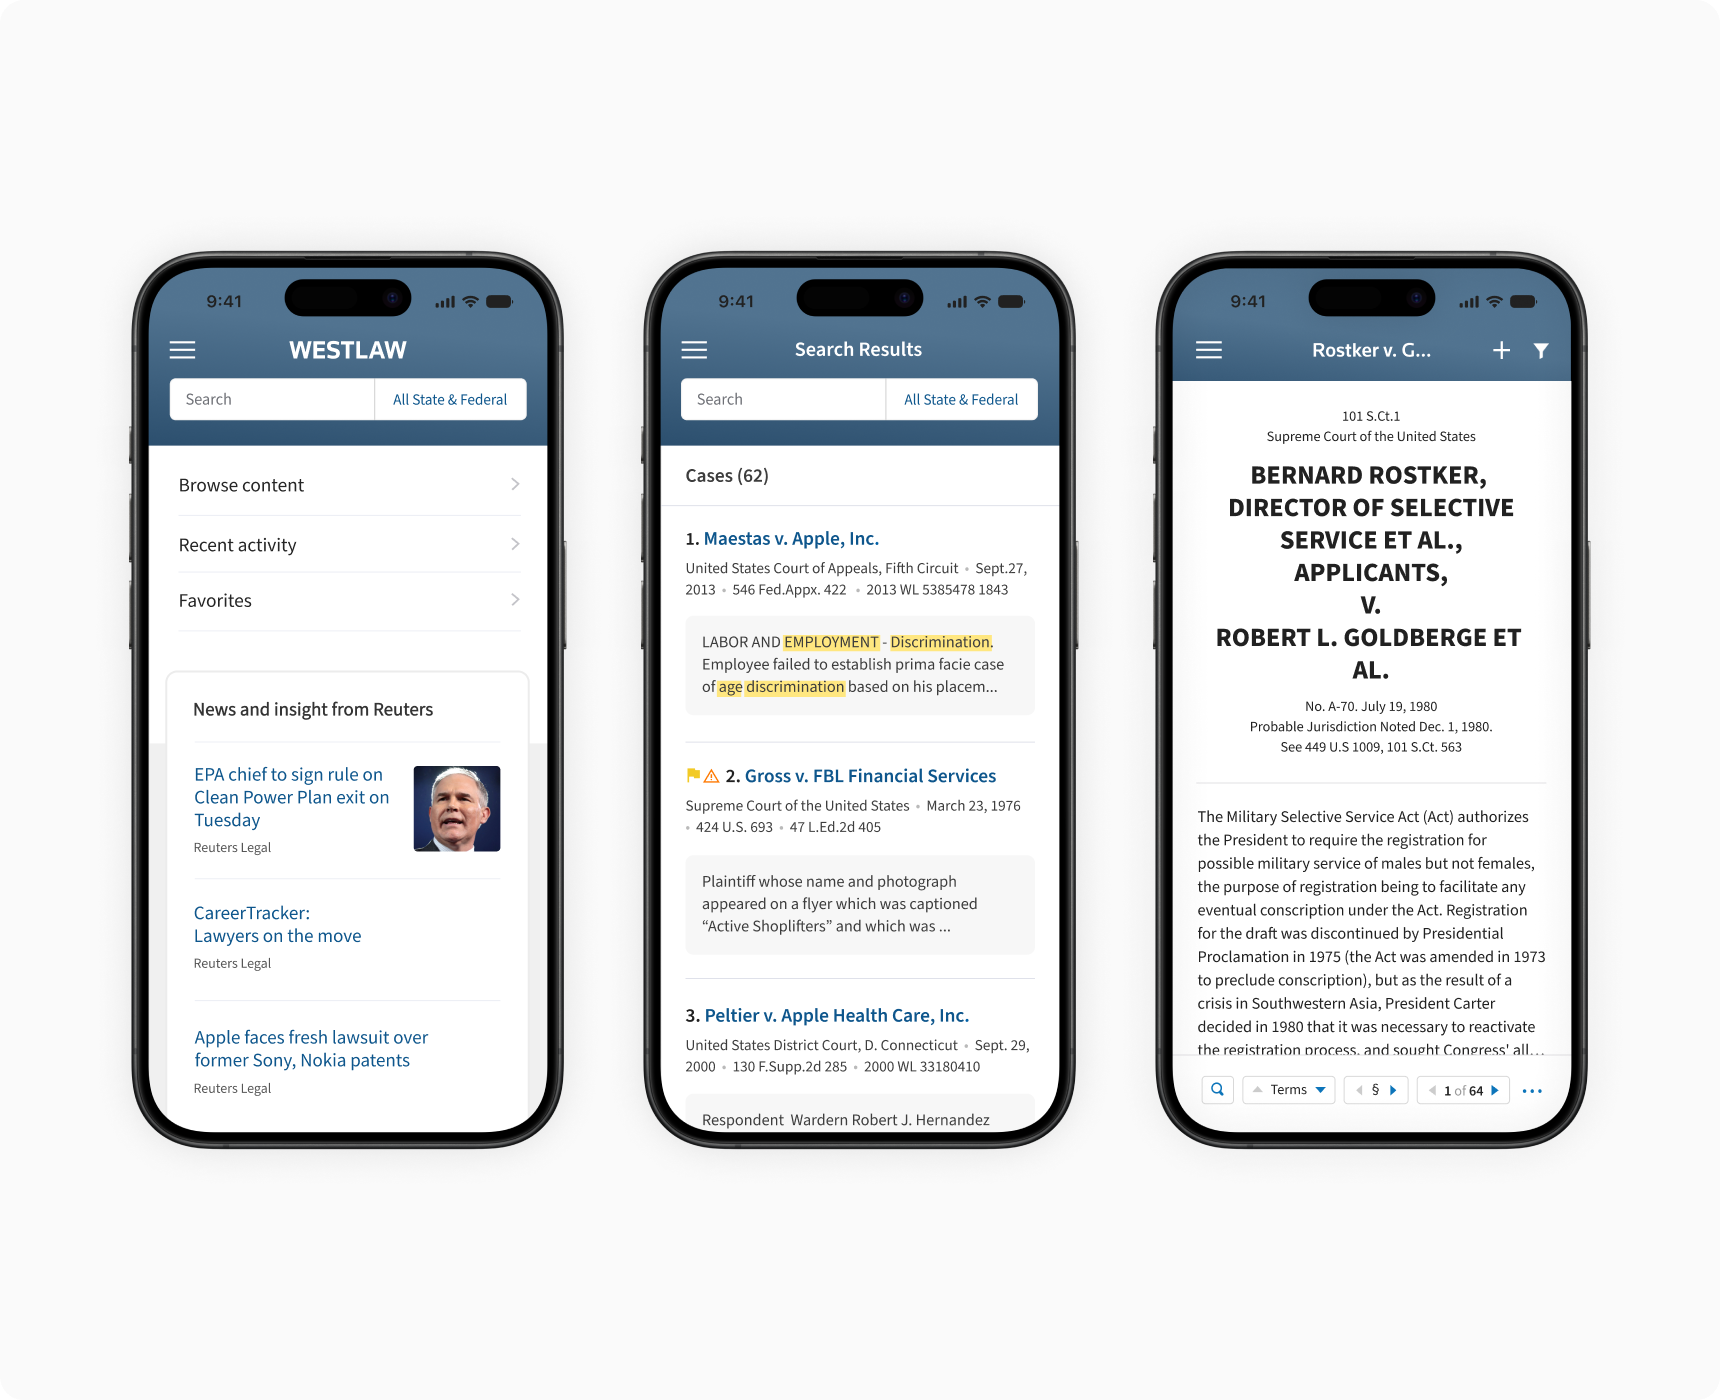 9:41
WESTLAW
Search
All State & Federal
Browse content
Recent activity
Favorites
News and insight from Reuters
EPA chief to sign rule on
Clean Power Plan exit on
Tuesday
Reuters Legal
CareerTracker:
Lawyers on the move
Reuters Legal
Apple faces fresh lawsuit over
former Sony, Nokia patents
Reuters Legal
9:41
Search Results
Search
All State & Federal
Cases (62)
1. Maestas v. Apple, Inc.
United States Court of Appeals, Fifth Circuit • Sept.27,
2013 • 546 Fed.Appx. 422 • 2013 WL 5385478 1843
LABOR AND EMPLOYMENT - Discrimination.
Employee failed to establish prima facie case
of age discrimination based on his placem...
2. Gross v. FBL Financial Services
Supreme Court of the United States • March 23, 1976
• 424 U.S. 693 • 47 L.Ed.2d 405
Plaintiff whose name and photograph
appeared on a flyer which was captioned
“Active Shoplifters” and which was ...
3. Peltier v. Apple Health Care, Inc.
United States District Court, D. Connecticut • Sept. 29,
2000 • 130 F.Supp.2d 285 • 2000 WL 33180410
Respondent Wardern Robert J. Hernandez
9:41
Rostker v. G...
101 S.Ct.1
Supreme Court of the United States
BERNARD ROSTKER,
DIRECTOR OF SELECTIVE
SERVICE ET AL.,
APPLICANTS,
V.
ROBERT L. GOLDBERGE ET
AL.
No. A-70. July 19, 1980
Probable Jurisdiction Noted Dec. 1, 1980.
See 449 U.S 1009, 101 S.Ct. 563
The Military Selective Service Act (Act) authorizes
the President to require the registration for
possible military service of males but not females,
the purpose of registration being to facilitate any
eventual conscription under the Act. Registration
for the draft was discontinued by Presidential
Proclamation in 1975 (the Act was amended in 1973
to preclude conscription), but as the result of a
crisis in Southwestern Asia, President Carter
decided in 1980 that it was necessary to reactivate
the registration process, and sought Congress' all...
Terms
§
1 of 64